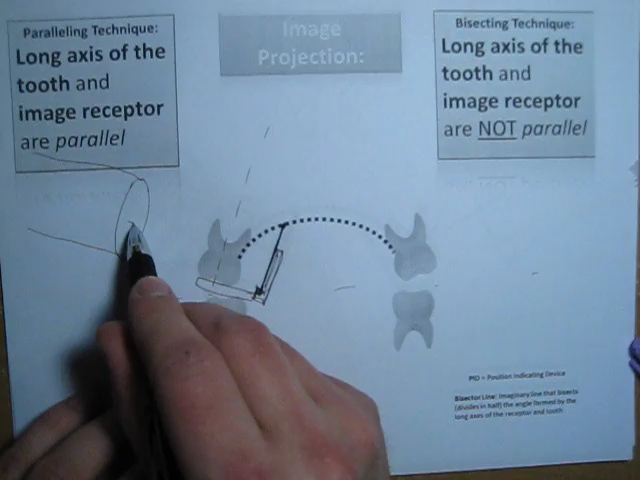 Paralleling Technique:
Long axis of the
tooth and
image receptor
are parallel
Image
Projection:
Bisecting Technique:
Long axis of the
tooth and
image receptor
are NOT parallel
PID = Position Indicating Device
Bisector Line: Imaginary line that bisects
(divides in half) the angle formed by the
long axes of the receptor and tooth